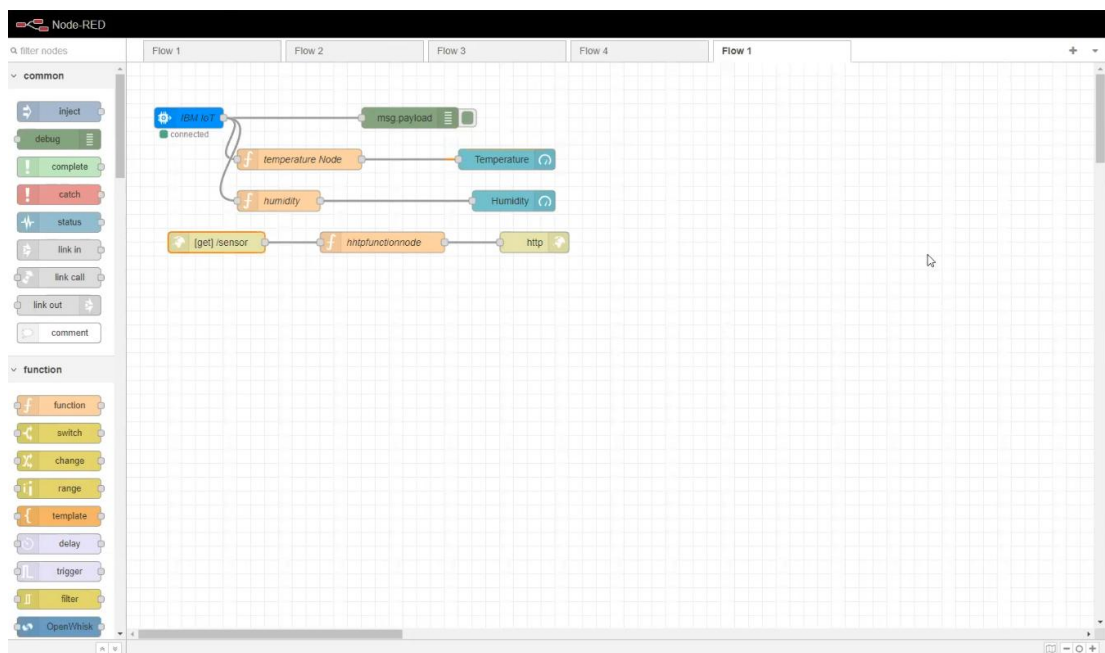 Node-RED
filter nodes
Flow 1
Flow 2
Flow 3
Flow 4
Flow 1
common
inject
debug
complete
catch
status
link in
link call
link out
comment
function
function
switch
change
range
template
delay
trigger
filter
OpenWhisk
IBM IoT
connected
msg.payload
temperature Node
Temperature
humidity
Humidity
[get] /sensor
hhtpfunctionnode
http